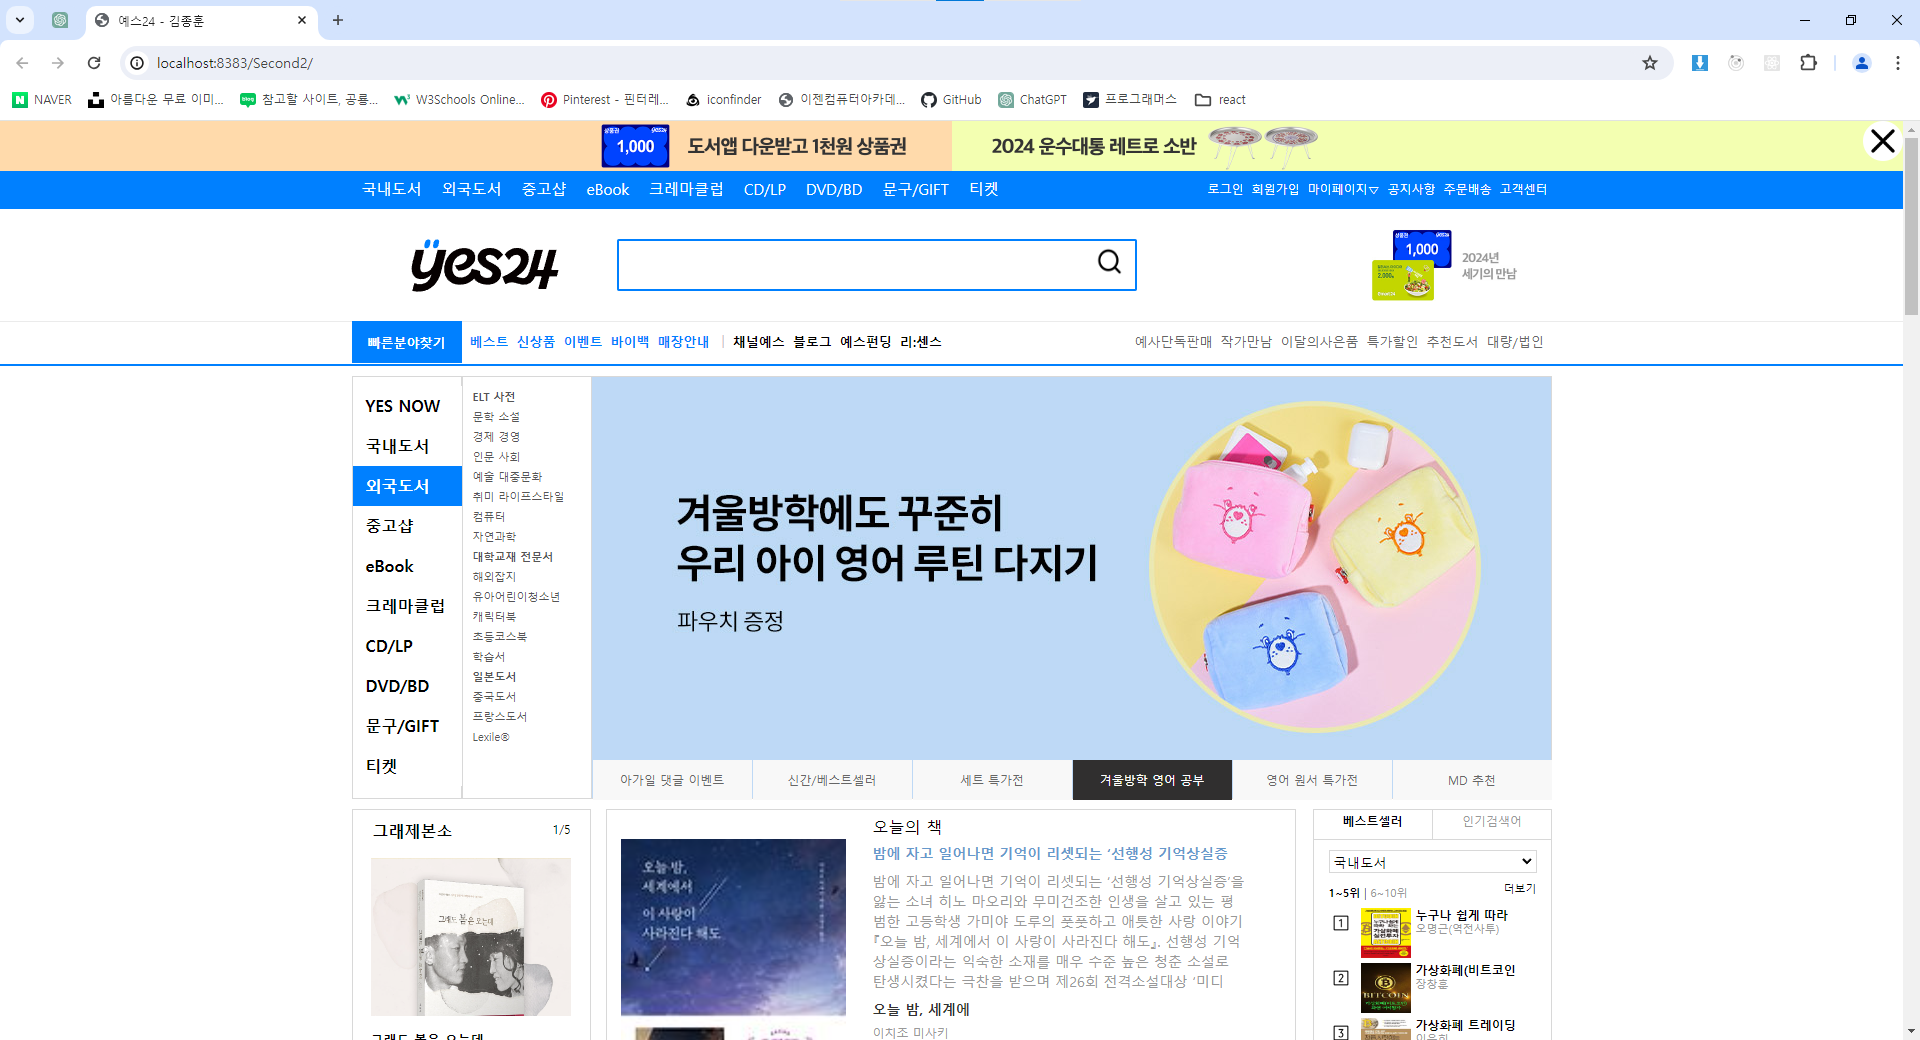 예스24 - 김종훈
localhost:8383/Second2/
NAVER
아름다운 무료 이미...
참고할 사이트, 공룡...
W3Schools Online...
Pinterest - 핀터레...
iconfinder
이젠컴퓨터아카데...
GitHub
ChatGPT
프로그래머스
react
상품권 yes24
1,000
도서앱 다운받고 1천원 상품권
2024 운수대통 레트로 소반
국내도서 외국도서 중고샵 eBook 크레마클럽 CD/LP DVD/BD 문구/GIFT 티켓
로그인 회원가입 마이페이지▽ 공지사항 주문배송 고객센터
yes24
상품권
1,000
2,000
2024년
세기의 만남
빠른분야찾기
베스트 신상품 이벤트 바이백 매장안내 | 채널예스 블로그 예스펀딩 리:센스
예사단독판매 작가만남 이달의사은품 특가할인 추천도서 대량/법인
YES NOW
국내도서
외국도서
중고샵
eBook
크레마클럽
CD/LP
DVD/BD
문구/GIFT
티켓
ELT 사전
문학 소설
경제 경영
인문 사회
예술 대중문화
취미 라이프스타일
컴퓨터
자연과학
대학교재 전문서
해외잡지
유아어린이청소년
캐릭터북
초등코스북
학습서
일본도서
중국도서
프랑스도서
Lexile®
겨울방학에도 꾸준히
우리 아이 영어 루틴 다지기
파우치 증정
아가일 댓글 이벤트
신간/베스트셀러
세트 특가전
겨울방학 영어 공부
영어 원서 특가전
MD 추천
그래제본소
1/5
그래도 봄은 오는데
그래도 봄은 오는데
오늘 밤,
세계에서
이 사랑이
사라진다 해도
오늘의 책
밤에 자고 일어나면 기억이 리셋되는 ‘선행성 기억상실증
밤에 자고 일어나면 기억이 리셋되는 ‘선행성 기억상실증’을
앓는 소녀 히노 마오리와 무미건조한 인생을 살고 있는 평
범한 고등학생 가미야 도루의 풋풋하고 애틋한 사랑 이야기
『오늘 밤, 세계에서 이 사랑이 사라진다 해도』. 선행성 기억
상실증이라는 익숙한 소재를 매우 수준 높은 청춘 소설로
탄생시켰다는 극찬을 받으며 제26회 전격소설대상 ‘미디
오늘 밤, 세계에
이치조 미사키
베스트셀러
인기검색어
국내도서
1~5위 | 6~10위
더보기
1
누구나 쉽게 따라
오명근(역전사투)
누구나 쉽게
따라 하는
가상화폐
실전투자
2
가상화폐(비트코인
장창훈
BITCOIN
3
가상화폐 트레이딩